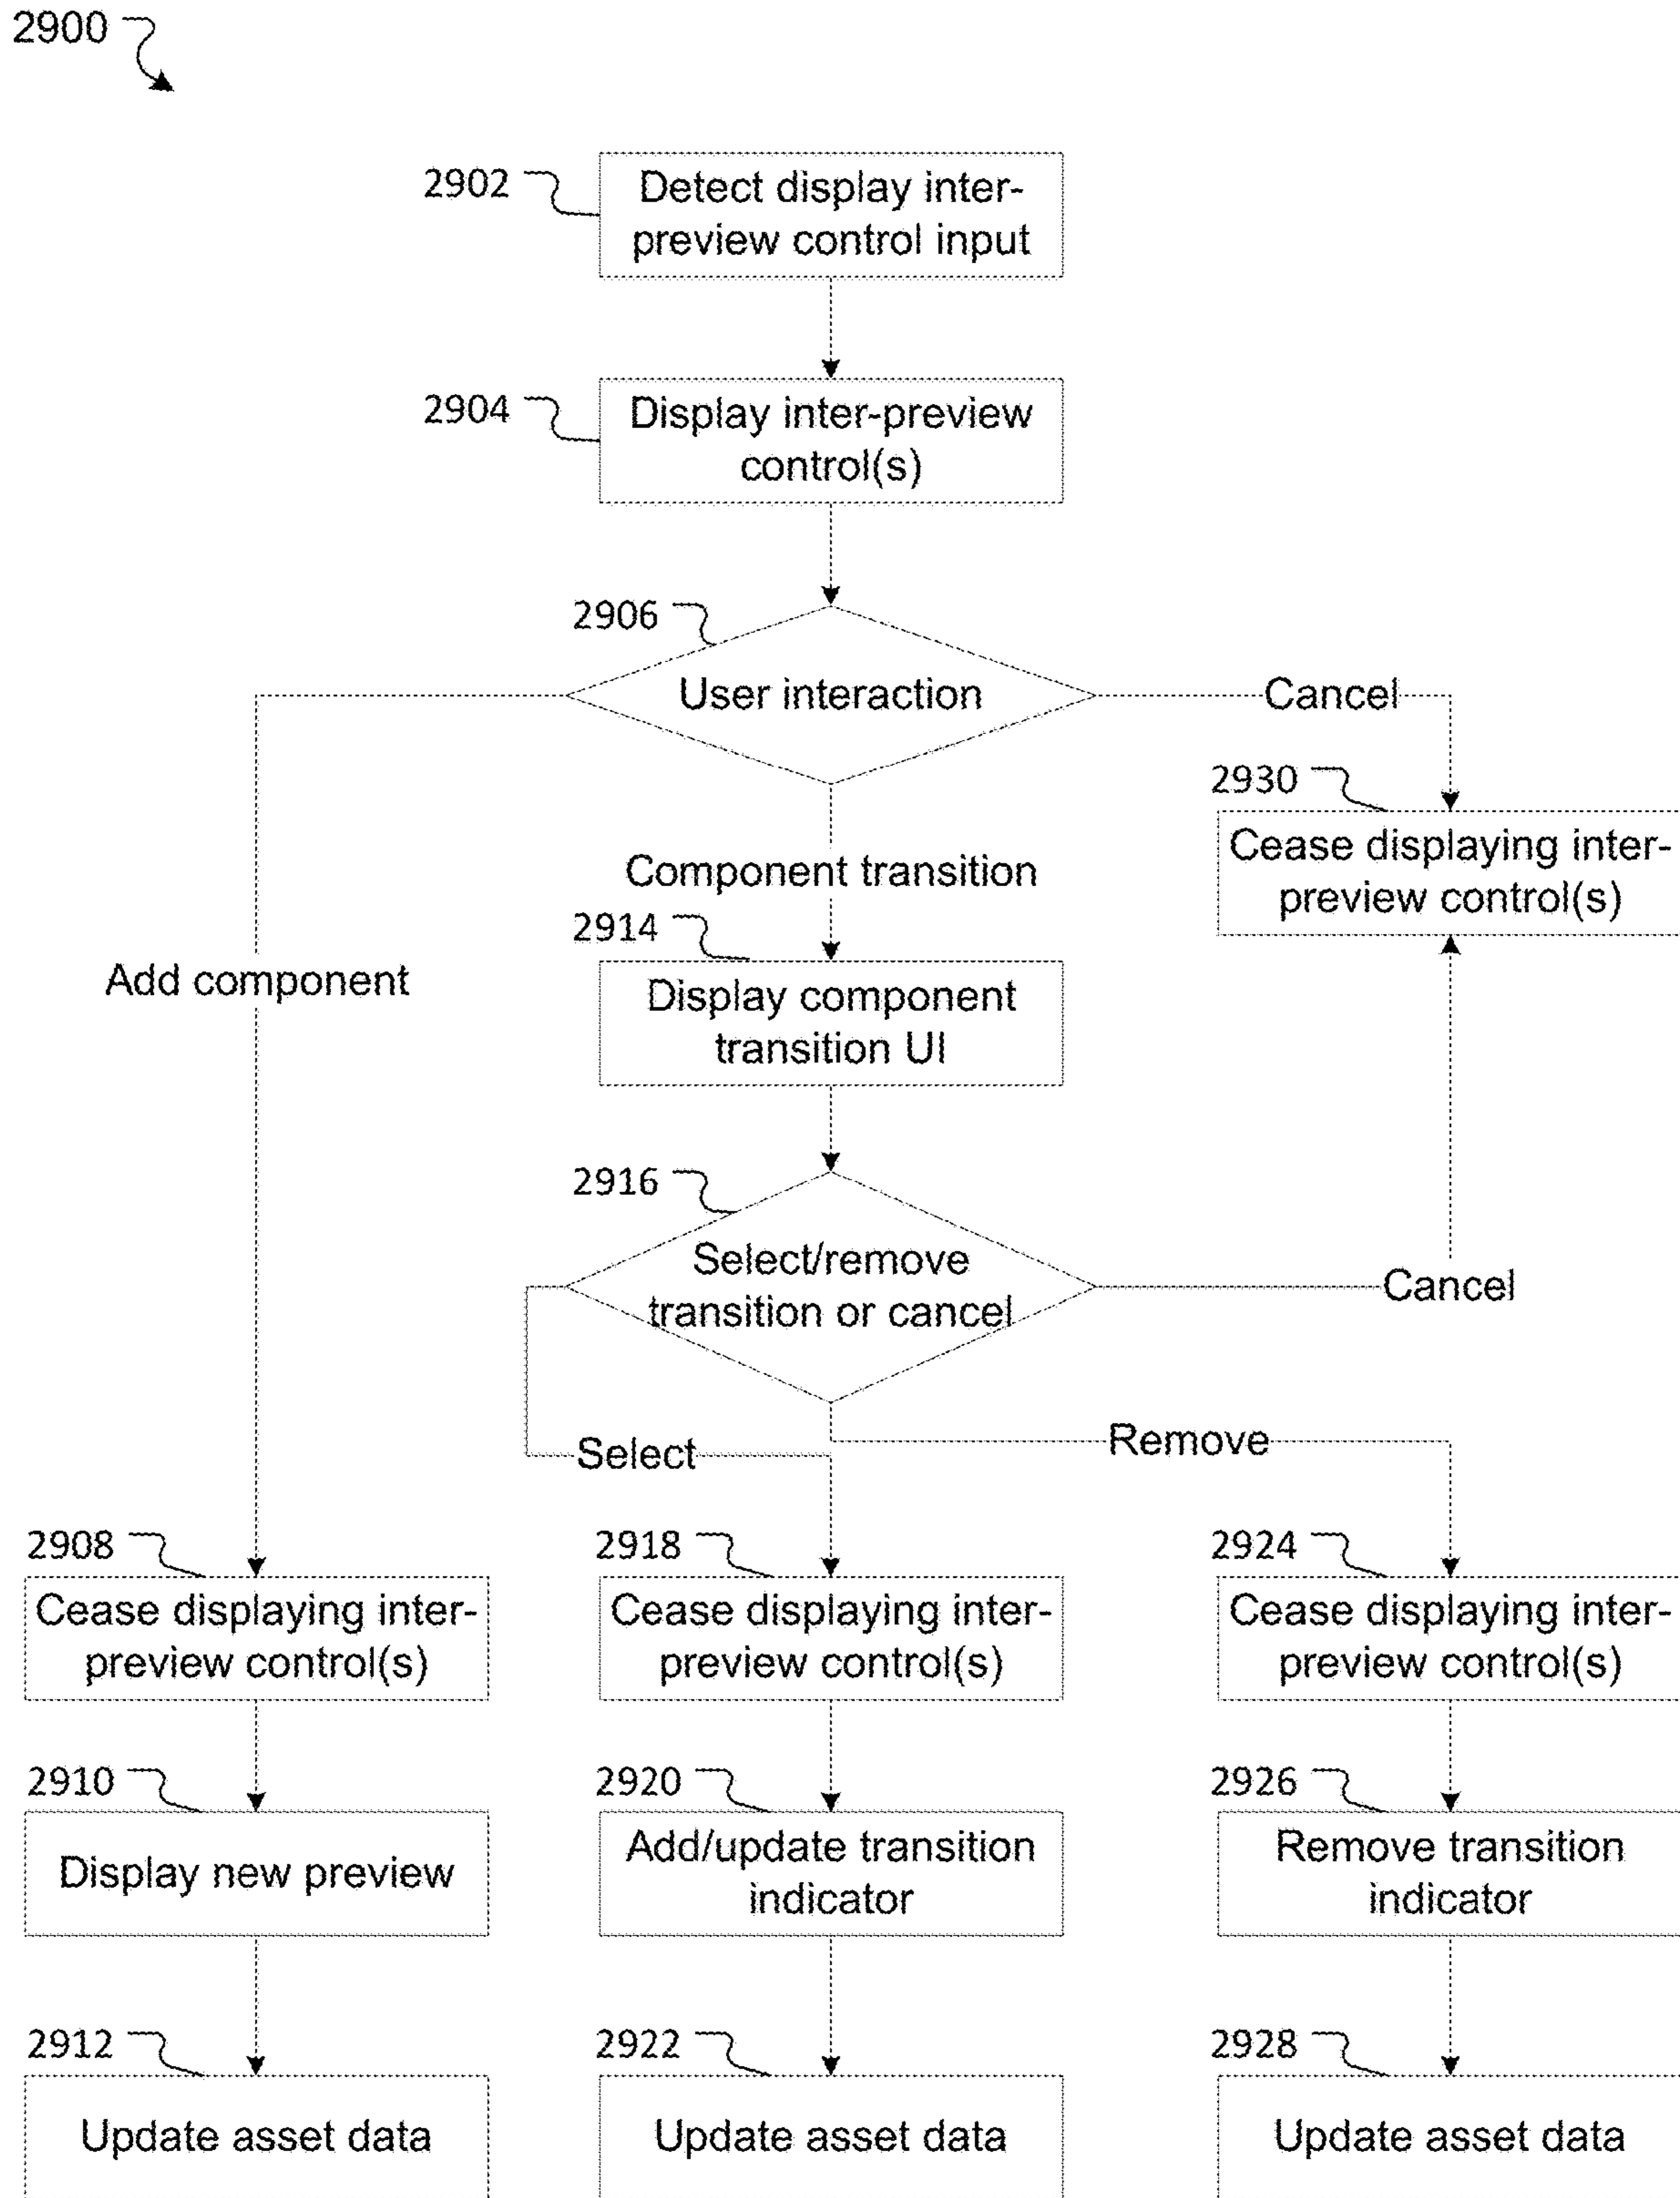 2900
2902
Detect display inter-
preview control input
2904
Display inter-preview
control(s)
2906
User interaction
Cancel
2930
Cease displaying inter-
preview control(s)
Component transition
2914
Display component
transition UI
Add component
2916
Select/remove
transition or cancel
Cancel
Select
Remove
2908
Cease displaying inter-
preview control(s)
2918
Cease displaying inter-
preview control(s)
2924
Cease displaying inter-
preview control(s)
2910
Display new preview
2920
Add/update transition
indicator
2926
Remove transition
indicator
2912
Update asset data
2922
Update asset data
2928
Update asset data